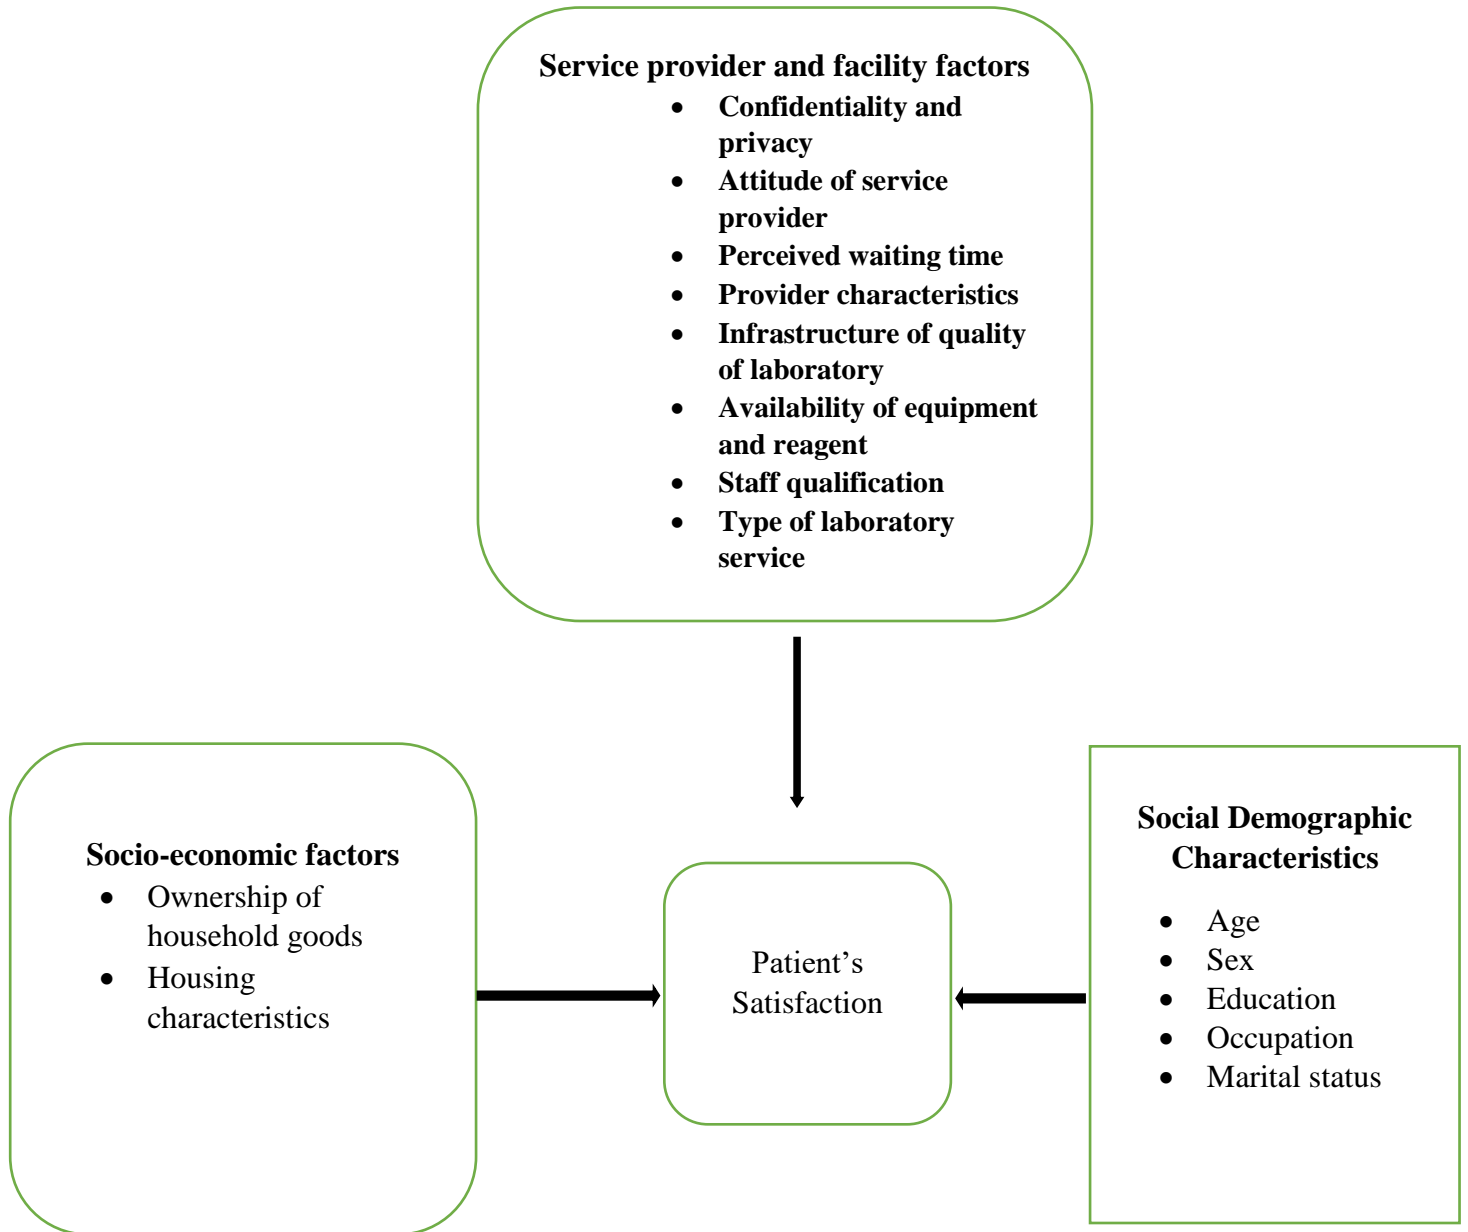 Service provider and facility factors
• Confidentiality and
privacy
• Attitude of service
provider
• Perceived waiting time
• Provider characteristics
• Infrastructure of quality
of laboratory
• Availability of equipment
and reagent
• Staff qualification
• Type of laboratory
service
Socio-economic factors
• Ownership of
household goods
• Housing
characteristics
Patient’s
Satisfaction
Social Demographic
Characteristics
• Age
• Sex
• Education
• Occupation
• Marital status